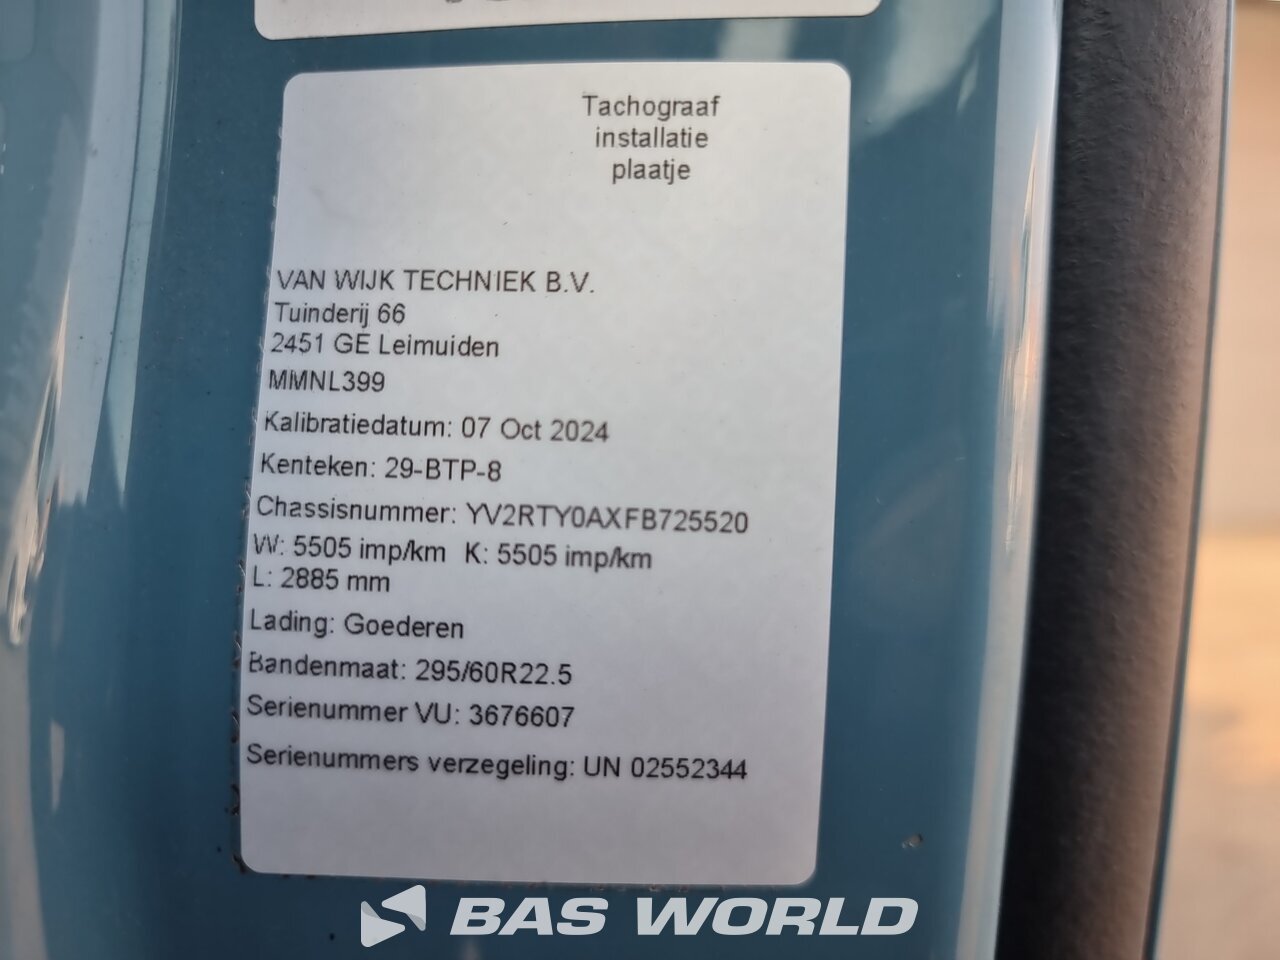 Tachograaf
installatie
plaatje
VAN WIJK TECHNIEK B.V.
Tuinderij 66
2451 GE Leimuiden
MMNL399
Kalibratiedatum: 07 Oct 2024
Kenteken: 29-BTP-8
Chassisnummer: YV2RTY0AXFB725520
W: 5505 imp/km K: 5505 imp/km
L: 2885 mm
Lading: Goederen
Bandenmaat: 295/60R22.5
Serienummer VU: 3676607
Serienummers verzegeling: UN 02552344
BAS WORLD